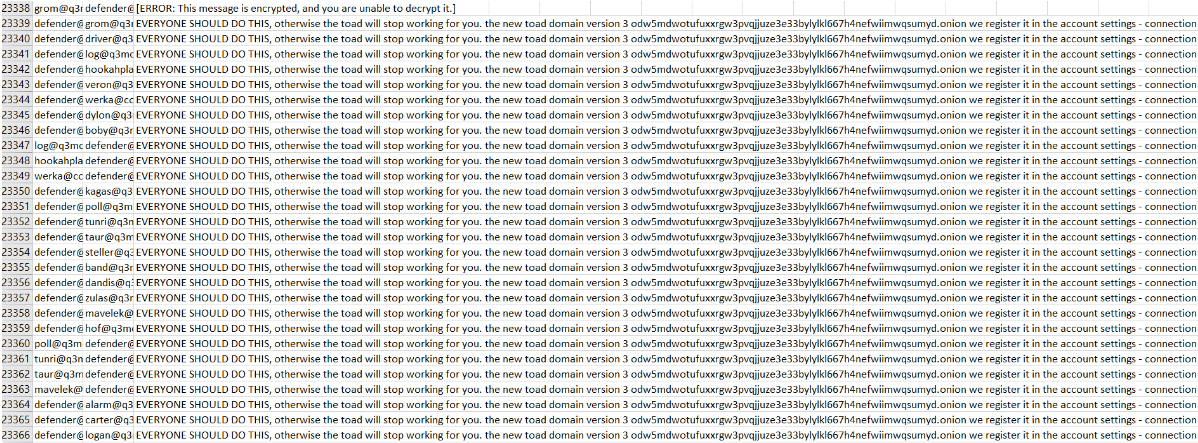 23338 grom@q3r defender@ [ERROR: This message is encrypted, and you are unable to decrypt it.]
23339 defender@ grom@q3r EVERYONE SHOULD DO THIS, otherwise the toad will stop working for you. the new toad domain version 3 odw5mdwotufuxxrgw3pvqjjuze3e33bylylkl667h4nefwiimwqsumyd.onion we register it in the account settings - connection
23340 defender@ driver@q3 EVERYONE SHOULD DO THIS, otherwise the toad will stop working for you. the new toad domain version 3 odw5mdwotufuxxrgw3pvqjjuze3e33bylylkl667h4nefwiimwqsumyd.onion we register it in the account settings - connection
23341 defender@ log@q3mc EVERYONE SHOULD DO THIS, otherwise the toad will stop working for you. the new toad domain version 3 odw5mdwotufuxxrgw3pvqjjuze3e33bylylkl667h4nefwiimwqsumyd.onion we register it in the account settings - connection
23342 defender@ hookahpla EVERYONE SHOULD DO THIS, otherwise the toad will stop working for you. the new toad domain version 3 odw5mdwotufuxxrgw3pvqjjuze3e33bylylkl667h4nefwiimwqsumyd.onion we register it in the account settings - connection
23343 defender@ veron@q3 EVERYONE SHOULD DO THIS, otherwise the toad will stop working for you. the new toad domain version 3 odw5mdwotufuxxrgw3pvqjjuze3e33bylylkl667h4nefwiimwqsumyd.onion we register it in the account settings - connection
23344 defender@ werka@cc EVERYONE SHOULD DO THIS, otherwise the toad will stop working for you. the new toad domain version 3 odw5mdwotufuxxrgw3pvqjjuze3e33bylylkl667h4nefwiimwqsumyd.onion we register it in the account settings - connection
23345 defender@ dylon@q3 EVERYONE SHOULD DO THIS, otherwise the toad will stop working for you. the new toad domain version 3 odw5mdwotufuxxrgw3pvqjjuze3e33bylylkl667h4nefwiimwqsumyd.onion we register it in the account settings - connection
23346 defender@ boby@q3r EVERYONE SHOULD DO THIS, otherwise the toad will stop working for you. the new toad domain version 3 odw5mdwotufuxxrgw3pvqjjuze3e33bylylkl667h4nefwiimwqsumyd.onion we register it in the account settings - connection
23347 log@q3mc defender@ EVERYONE SHOULD DO THIS, otherwise the toad will stop working for you. the new toad domain version 3 odw5mdwotufuxxrgw3pvqjjuze3e33bylylkl667h4nefwiimwqsumyd.onion we register it in the account settings - connection
23348 hookahpla defender@ EVERYONE SHOULD DO THIS, otherwise the toad will stop working for you. the new toad domain version 3 odw5mdwotufuxxrgw3pvqjjuze3e33bylylkl667h4nefwiimwqsumyd.onion we register it in the account settings - connection
23349 werka@cc defender@ EVERYONE SHOULD DO THIS, otherwise the toad will stop working for you. the new toad domain version 3 odw5mdwotufuxxrgw3pvqjjuze3e33bylylkl667h4nefwiimwqsumyd.onion we register it in the account settings - connection
23350 defender@ kagas@q3 EVERYONE SHOULD DO THIS, otherwise the toad will stop working for you. the new toad domain version 3 odw5mdwotufuxxrgw3pvqjjuze3e33bylylkl667h4nefwiimwqsumyd.onion we register it in the account settings - connection
23351 defender@ poll@q3m EVERYONE SHOULD DO THIS, otherwise the toad will stop working for you. the new toad domain version 3 odw5mdwotufuxxrgw3pvqjjuze3e33bylylkl667h4nefwiimwqsumyd.onion we register it in the account settings - connection
23352 defender@ tunri@q3m EVERYONE SHOULD DO THIS, otherwise the toad will stop working for you. the new toad domain version 3 odw5mdwotufuxxrgw3pvqjjuze3e33bylylkl667h4nefwiimwqsumyd.onion we register it in the account settings - connection
23353 defender@ taur@q3m EVERYONE SHOULD DO THIS, otherwise the toad will stop working for you. the new toad domain version 3 odw5mdwotufuxxrgw3pvqjjuze3e33bylylkl667h4nefwiimwqsumyd.onion we register it in the account settings - connection
23354 defender@ steller@q3 EVERYONE SHOULD DO THIS, otherwise the toad will stop working for you. the new toad domain version 3 odw5mdwotufuxxrgw3pvqjjuze3e33bylylkl667h4nefwiimwqsumyd.onion we register it in the account settings - connection
23355 defender@ band@q3 EVERYONE SHOULD DO THIS, otherwise the toad will stop working for you. the new toad domain version 3 odw5mdwotufuxxrgw3pvqjjuze3e33bylylkl667h4nefwiimwqsumyd.onion we register it in the account settings - connection
23356 defender@ dandis@q3 EVERYONE SHOULD DO THIS, otherwise the toad will stop working for you. the new toad domain version 3 odw5mdwotufuxxrgw3pvqjjuze3e33bylylkl667h4nefwiimwqsumyd.onion we register it in the account settings - connection
23357 defender@ zulas@q3r EVERYONE SHOULD DO THIS, otherwise the toad will stop working for you. the new toad domain version 3 odw5mdwotufuxxrgw3pvqjjuze3e33bylylkl667h4nefwiimwqsumyd.onion we register it in the account settings - connection
23358 defender@ mavelek@ EVERYONE SHOULD DO THIS, otherwise the toad will stop working for you. the new toad domain version 3 odw5mdwotufuxxrgw3pvqjjuze3e33bylylkl667h4nefwiimwqsumyd.onion we register it in the account settings - connection
23359 defender@ hof@q3mc EVERYONE SHOULD DO THIS, otherwise the toad will stop working for you. the new toad domain version 3 odw5mdwotufuxxrgw3pvqjjuze3e33bylylkl667h4nefwiimwqsumyd.onion we register it in the account settings - connection
23360 poll@q3m defender@ EVERYONE SHOULD DO THIS, otherwise the toad will stop working for you. the new toad domain version 3 odw5mdwotufuxxrgw3pvqjjuze3e33bylylkl667h4nefwiimwqsumyd.onion we register it in the account settings - connection
23361 tunri@q3n defender@ EVERYONE SHOULD DO THIS, otherwise the toad will stop working for you. the new toad domain version 3 odw5mdwotufuxxrgw3pvqjjuze3e33bylylkl667h4nefwiimwqsumyd.onion we register it in the account settings - connection
23362 taur@q3m defender@ EVERYONE SHOULD DO THIS, otherwise the toad will stop working for you. the new toad domain version 3 odw5mdwotufuxxrgw3pvqjjuze3e33bylylkl667h4nefwiimwqsumyd.onion we register it in the account settings - connection
23363 mavelek@ defender@ EVERYONE SHOULD DO THIS, otherwise the toad will stop working for you. the new toad domain version 3 odw5mdwotufuxxrgw3pvqjjuze3e33bylylkl667h4nefwiimwqsumyd.onion we register it in the account settings - connection
23364 defender@ alarm@q3 EVERYONE SHOULD DO THIS, otherwise the toad will stop working for you. the new toad domain version 3 odw5mdwotufuxxrgw3pvqjjuze3e33bylylkl667h4nefwiimwqsumyd.onion we register it in the account settings - connection
23365 defender@ carter@q3 EVERYONE SHOULD DO THIS, otherwise the toad will stop working for you. the new toad domain version 3 odw5mdwotufuxxrgw3pvqjjuze3e33bylylkl667h4nefwiimwqsumyd.onion we register it in the account settings - connection
23366 defender@ logan@q3 EVERYONE SHOULD DO THIS, otherwise the toad will stop working for you. the new toad domain version 3 odw5mdwotufuxxrgw3pvqjjuze3e33bylylkl667h4nefwiimwqsumyd.onion we register it in the account settings - connection